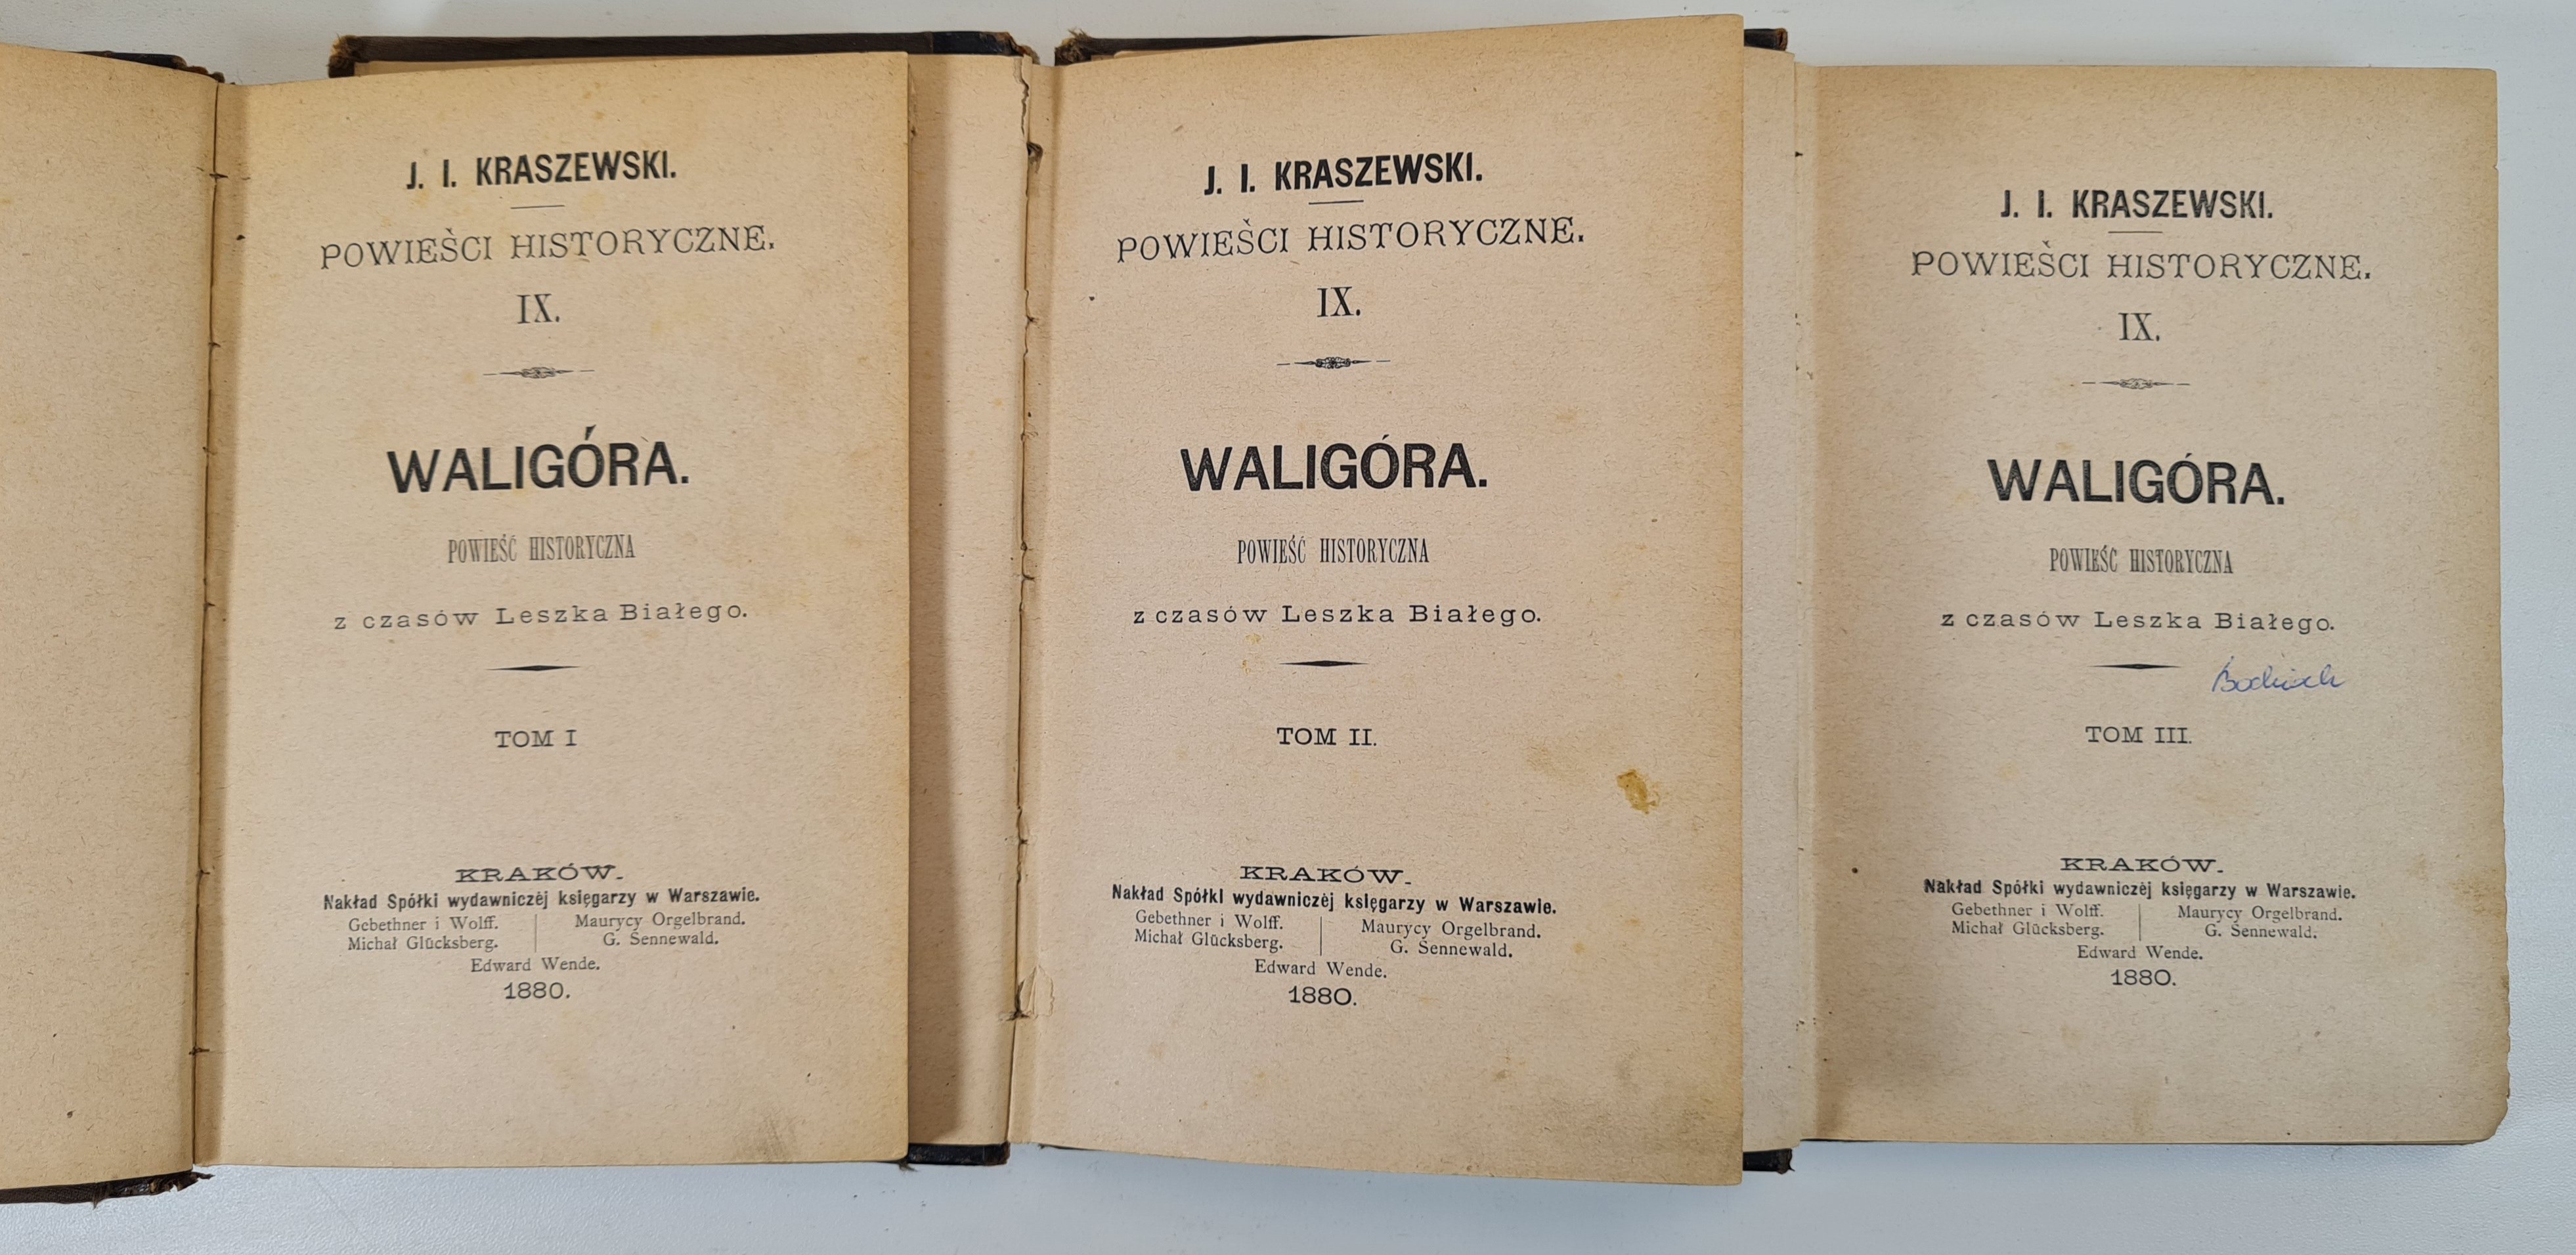 J. I. KRASZEWSKI.
POWIEŚCI HISTORYCZNE.
IX.
WALIGÓRA.
POWIEŚĆ HISTORYCZNA
z czasów Leszka Białego.
TOM I
KRAKÓW.
Nakład Spółki wydawniczéj księgarzy w Warszawie.
Gebethner i Wolff. Maurycy Orgelbrand.
Michał Glücksberg. G. Sennewald.
Edward Wende.
1880.
J. I. KRASZEWSKI.
POWIEŚCI HISTORYCZNE.
IX.
WALIGÓRA.
POWIEŚĆ HISTORYCZNA
z czasów Leszka Białego.
TOM II.
KRAKÓW.
Nakład Spółki wydawniczéj księgarzy w Warszawie.
Gebethner i Wolff. Maurycy Orgelbrand.
Michał Glücksberg. G. Sennewald.
Edward Wende.
1880.
J. I. KRASZEWSKI.
POWIEŚCI HISTORYCZNE.
IX.
WALIGÓRA.
POWIEŚĆ HISTORYCZNA
z czasów Leszka Białego.
TOM III.
KRAKÓW.
Nakład Spółki wydawniczéj księgarzy w Warszawie.
Gebethner i Wolff. Maurycy Orgelbrand.
Michał Glücksberg. G. Sennewald.
Edward Wende.
1880.